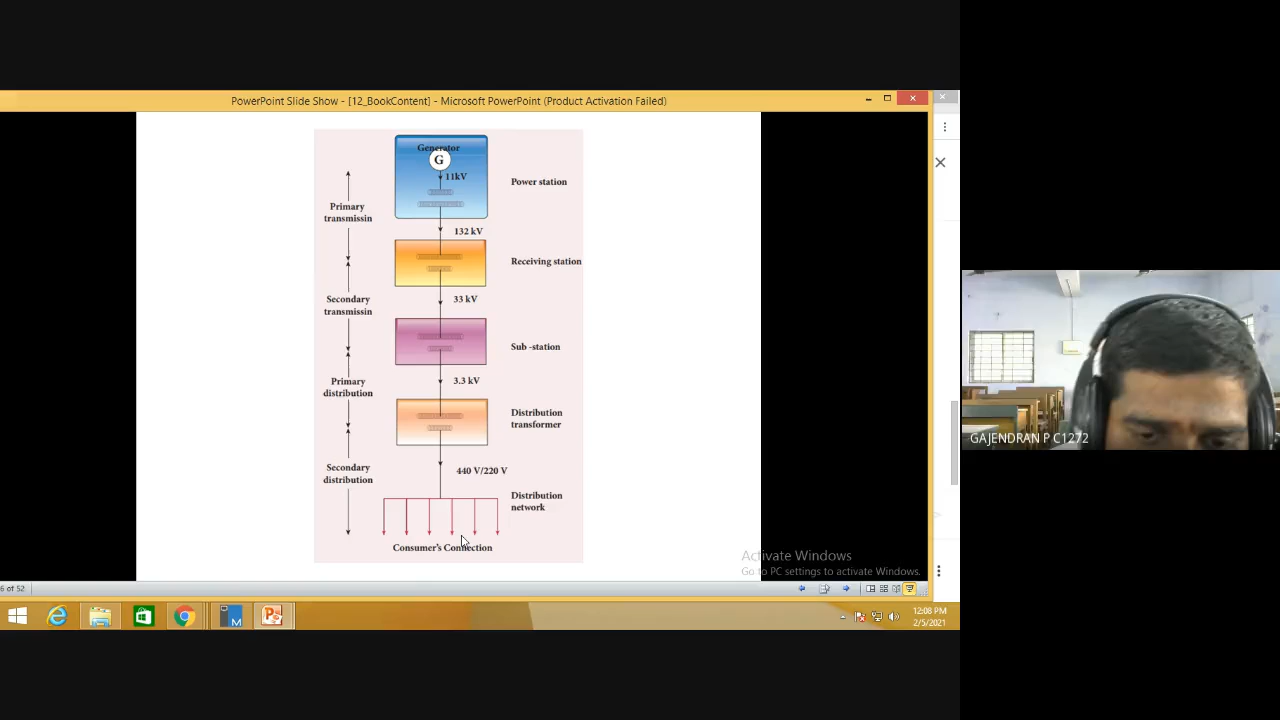 PowerPoint Slide Show - [12_BookContent] - Microsoft PowerPoint (Product Activation Failed)
Generator
G
11kV
Power station
Primary
transmissin
132 kV
Receiving station
Secondary
transmissin
33 kV
Sub -station
Primary
distribution
3.3 kV
Distribution
transformer
Secondary
distribution
440 V/220 V
Distribution
network
Consumer's Connection
Activate Windows
Go to PC settings to activate Windows.
6 of 52
12:08 PM
2/5/2021
GAJENDRAN P C1272